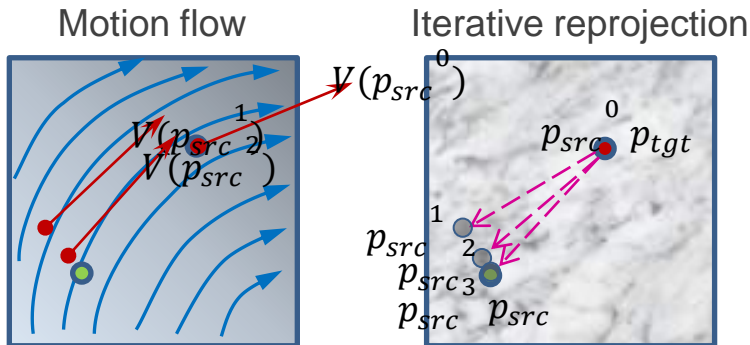 Motion flow
Iterative reprojection
V(p_src^0)
V(p_src^1)
V(p_src^2)
p_src^0 p_tgt
p_src^1
p_src^2
p_src^3 p_src